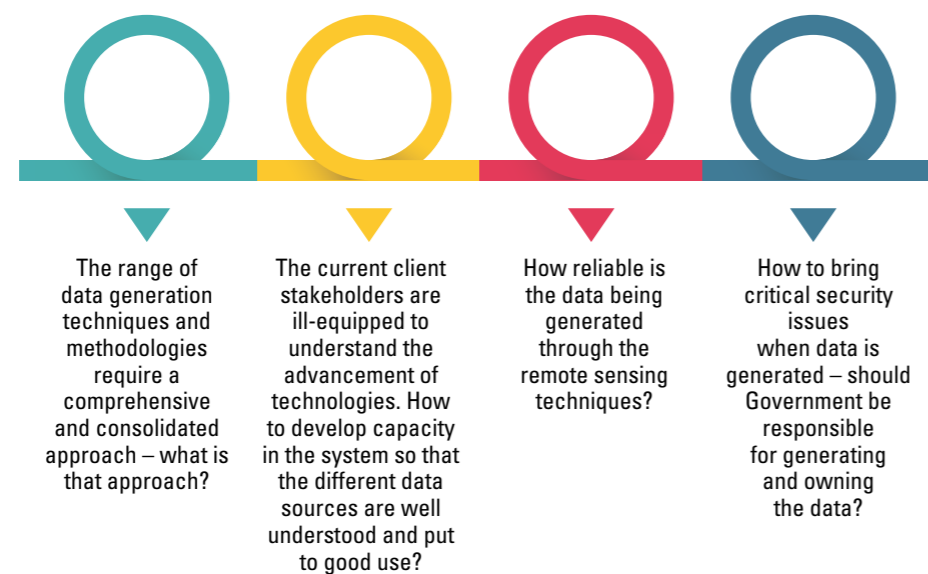 The range of
data generation
techniques and
methodologies
require a
comprehensive
and consolidated
approach – what is
that approach?
The current client
stakeholders are
ill-equipped to
understand the
advancement of
technologies. How
to develop capacity
in the system so that
the different data
sources are well
understood and put
to good use?
How reliable is
the data being
generated
through the
remote sensing
techniques?
How to bring
critical security
issues
when data is
generated – should
Government be
responsible
for generating
and owning
the data?